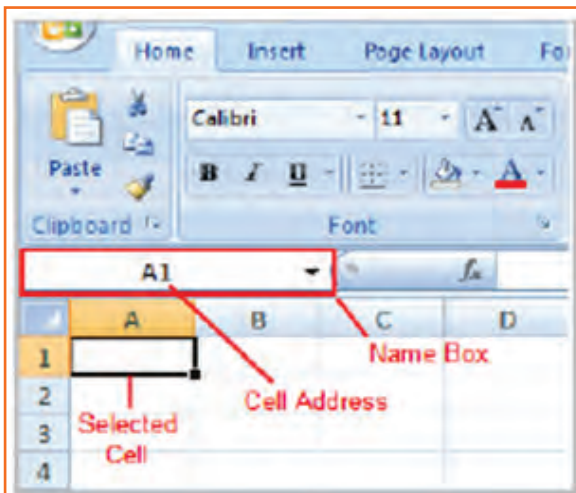 Home Insert Page Layout Fo
Calibri 11 A A
Paste B I U A
Clipboard Font
A1 fx
A B C D
1
Name Box
2 Cell Address
3 Selected
Cell
4